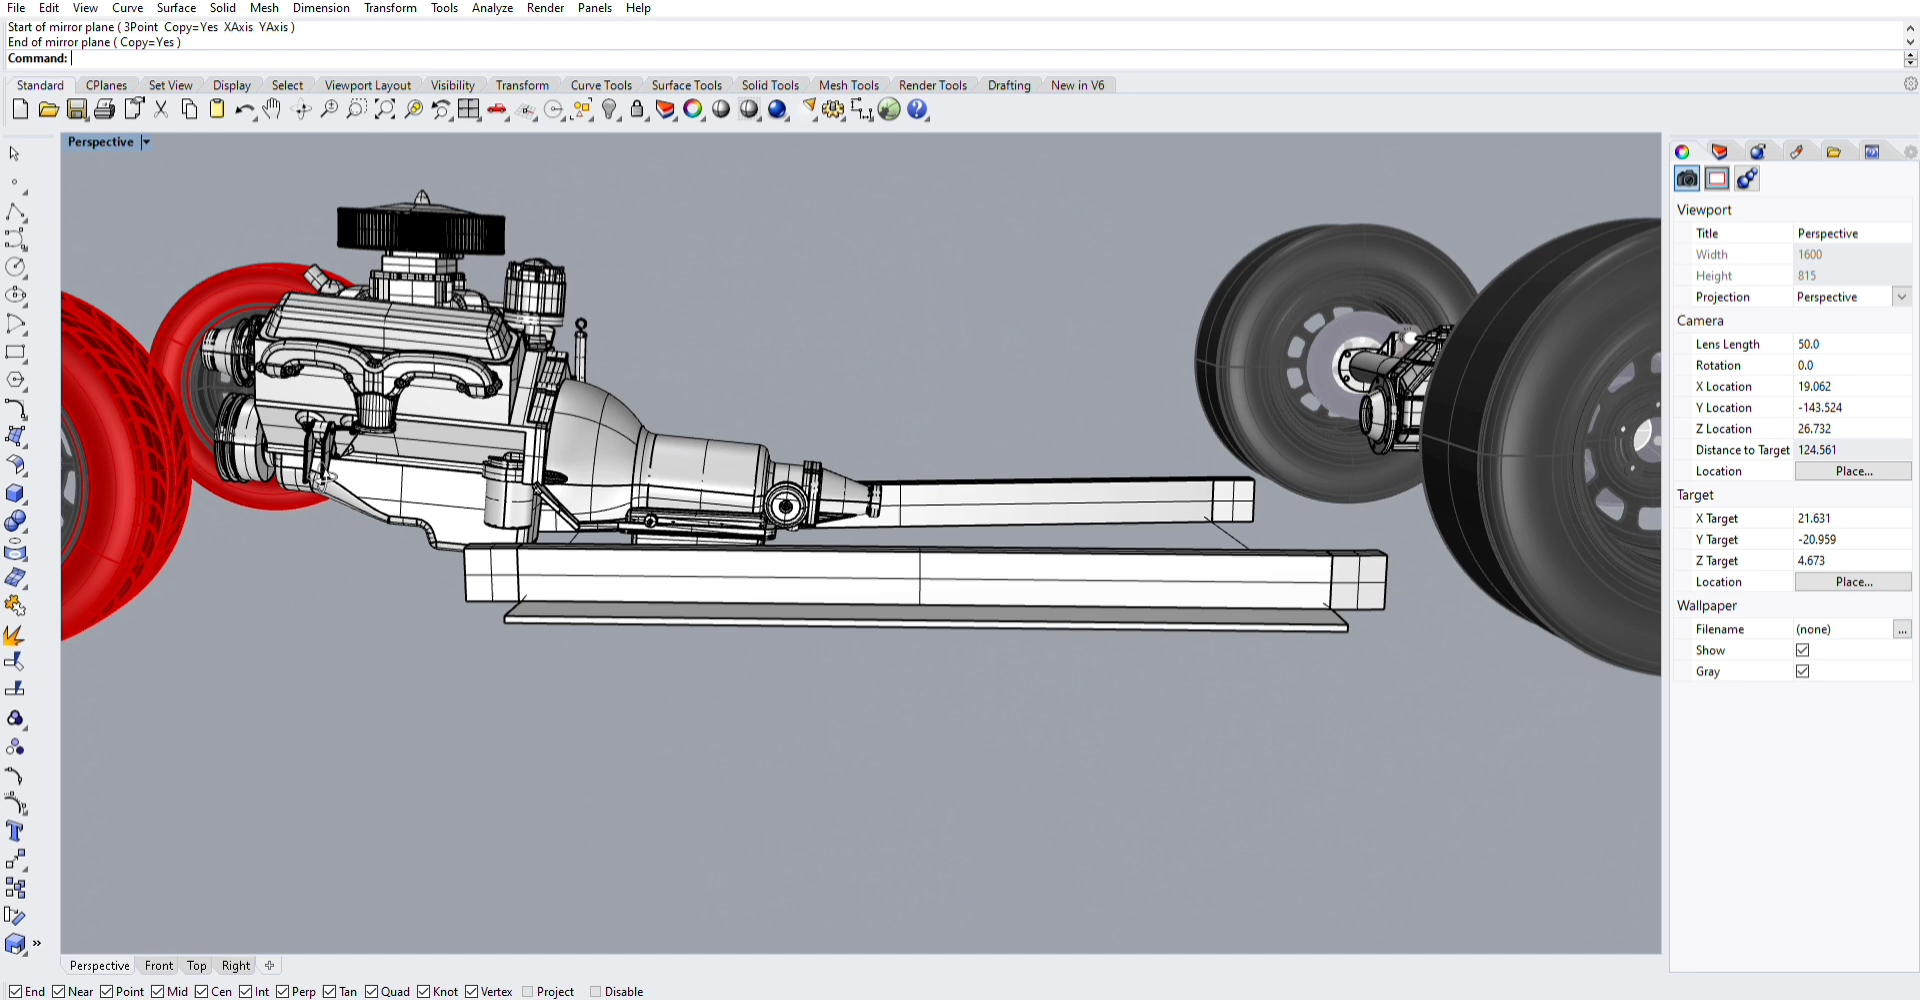 File Edit View Curve Surface Solid Mesh Dimension Transform Tools Analyze Render Panels Help
Start of mirror plane ( 3Point Copy=Yes XAxis YAxis )
End of mirror plane ( Copy=Yes )
Command:
Standard CPlanes Set View Display Select Viewport Layout Visibility Transform Curve Tools Surface Tools Solid Tools Mesh Tools Render Tools Drafting New in V6
Perspective
Viewport
Title Perspective
Width 1600
Height 815
Projection Perspective
Camera
Lens Length 50.0
Rotation 0.0
X Location 19.062
Y Location -143.524
Z Location 26.732
Distance to Target 124.561
Location Place...
Target
X Target 21.631
Y Target -20.959
Z Target 4.673
Location Place...
Wallpaper
Filename (none) ...
Show
Gray
Perspective Front Top Right
End Near Point Mid Cen Int Perp Tan Quad Knot Vertex Project Disable